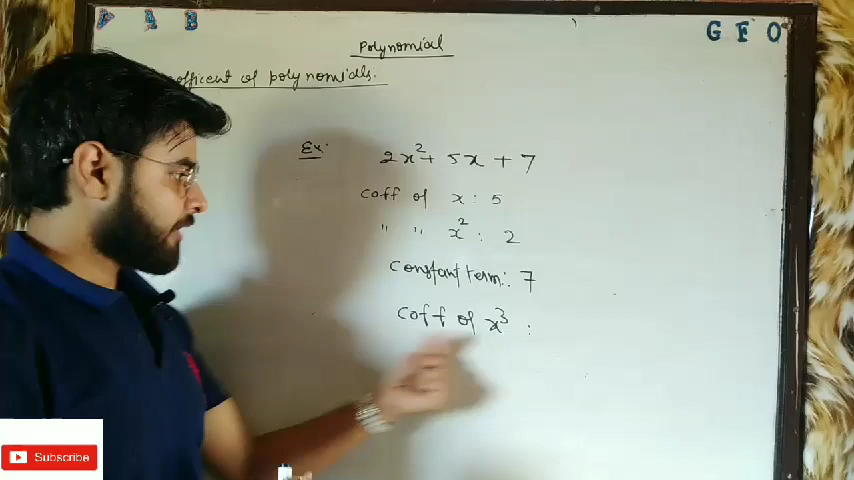 D A B
G F O
Polynomial
coefficent of polynomials.
Ex:
2x²+ 5x + 7
coff of x : 5
" " x² : 2
Constant term: 7
Coff of x³ :
Subscribe